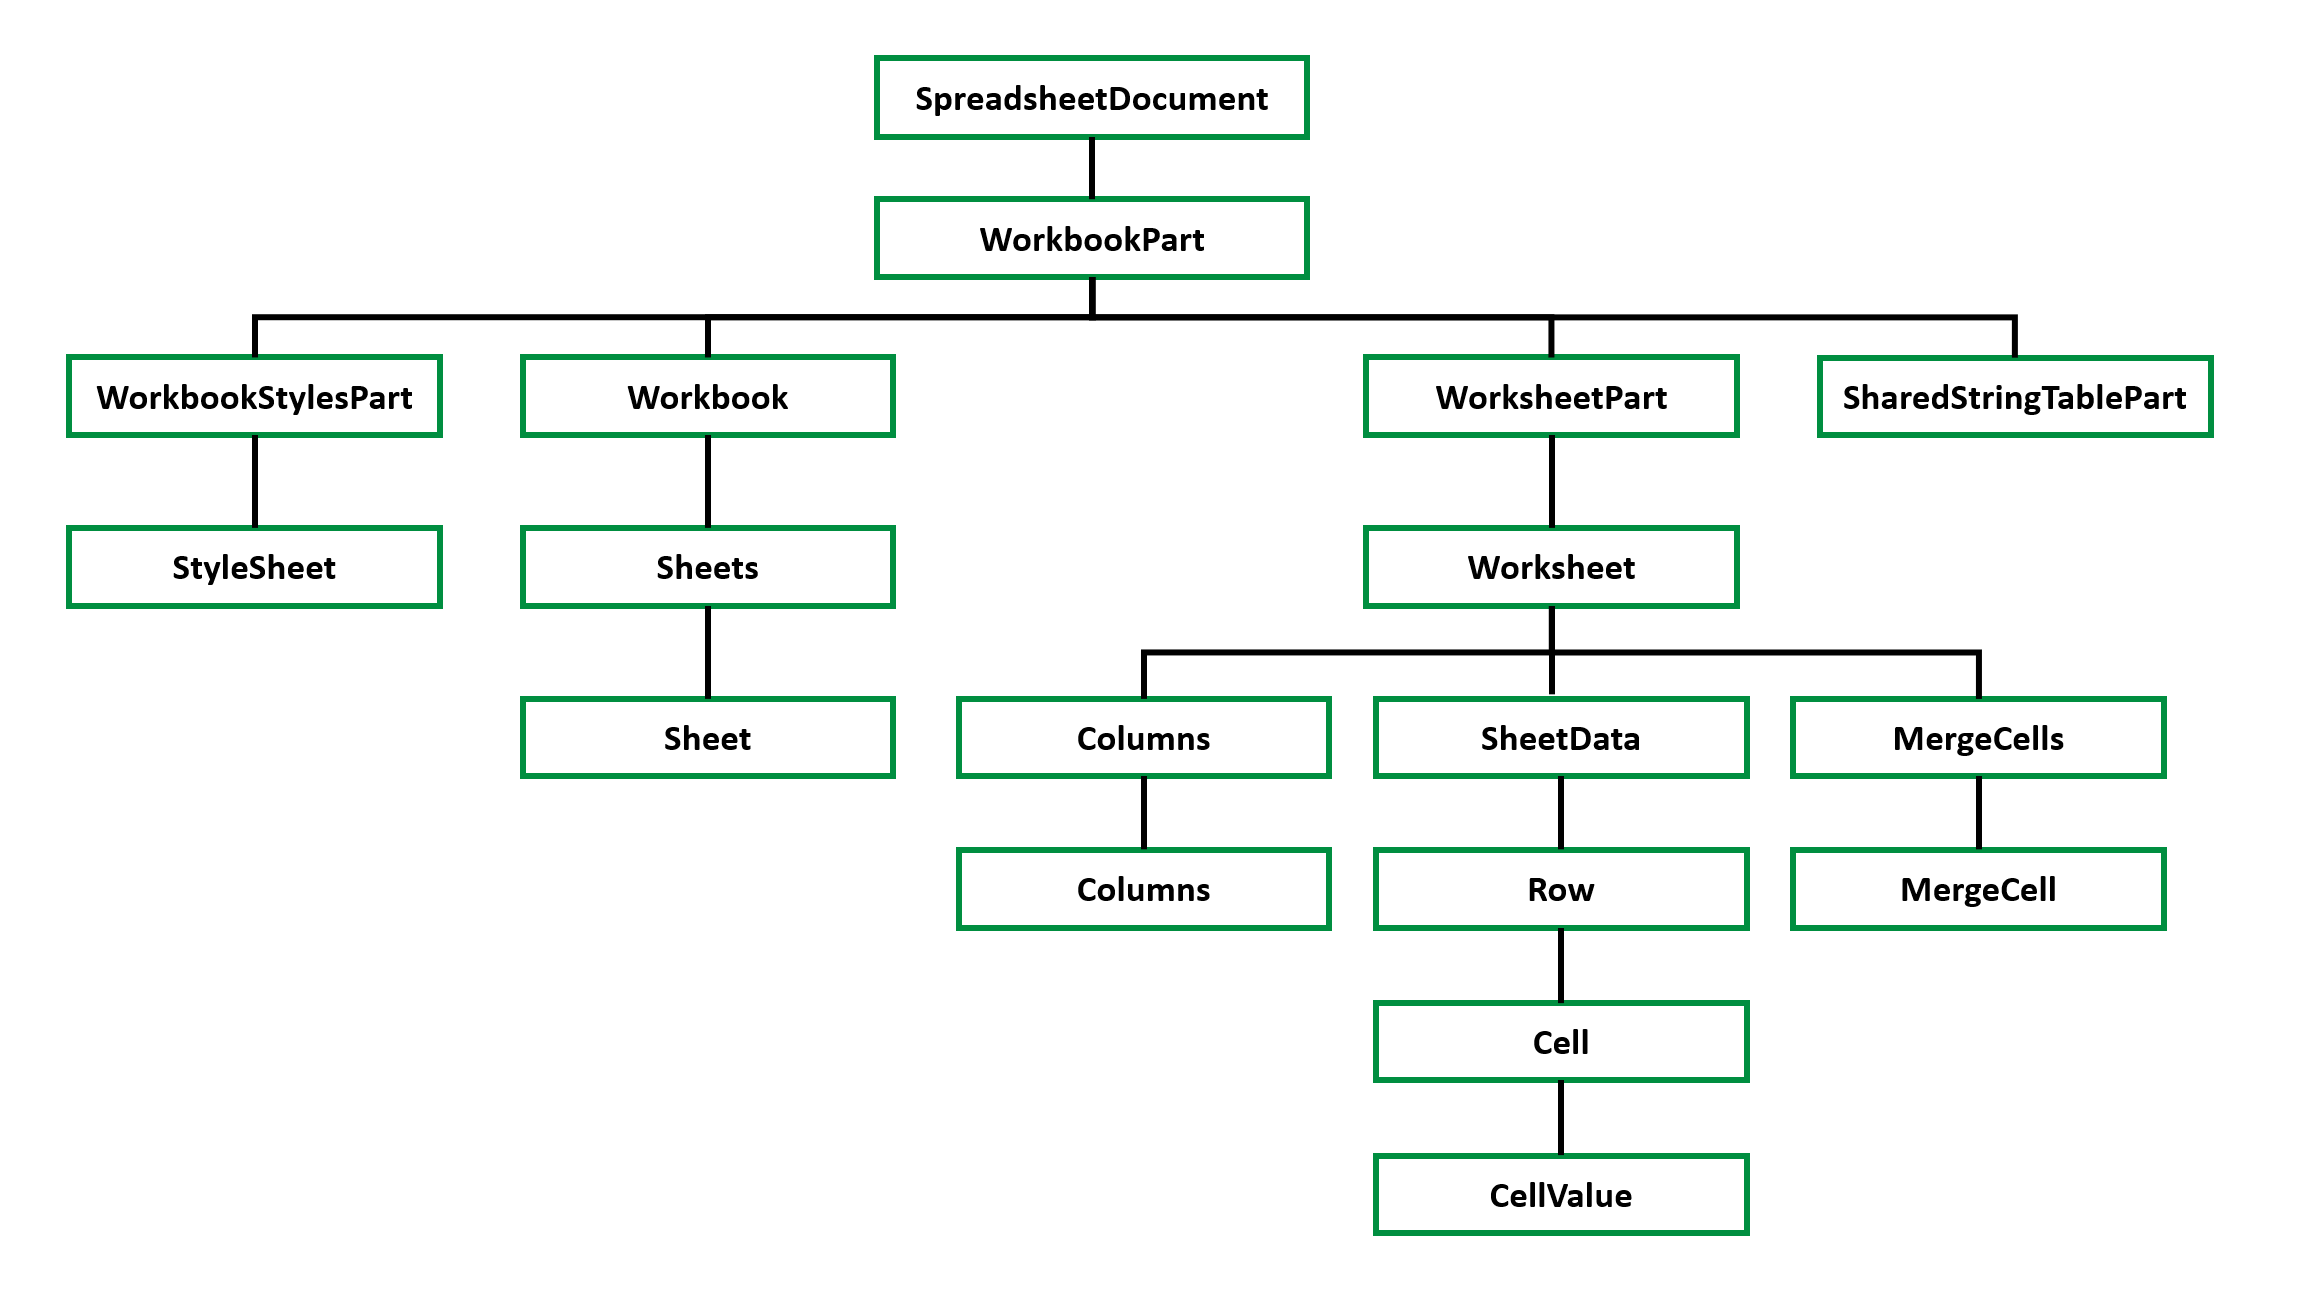 SpreadsheetDocument
WorkbookPart
WorkbookStylesPart
Workbook
WorksheetPart
SharedStringTablePart
StyleSheet
Sheets
Worksheet
Sheet
Columns
SheetData
MergeCells
Columns
Row
MergeCell
Cell
CellValue